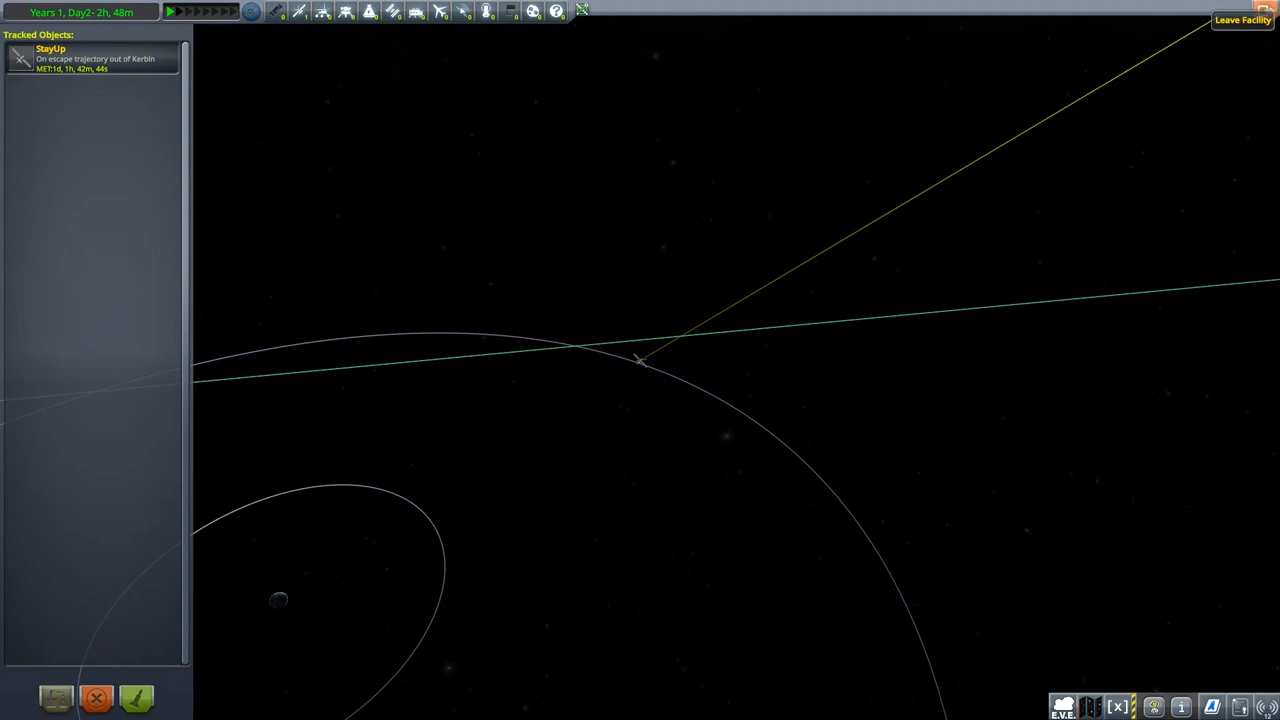 Years 1, Day2- 2h, 48m
Leave Facility
Tracked Objects:
StayUp
On escape trajectory out of Kerbin
MET:1d, 1h, 42m, 44s
E.V.E.
[x]